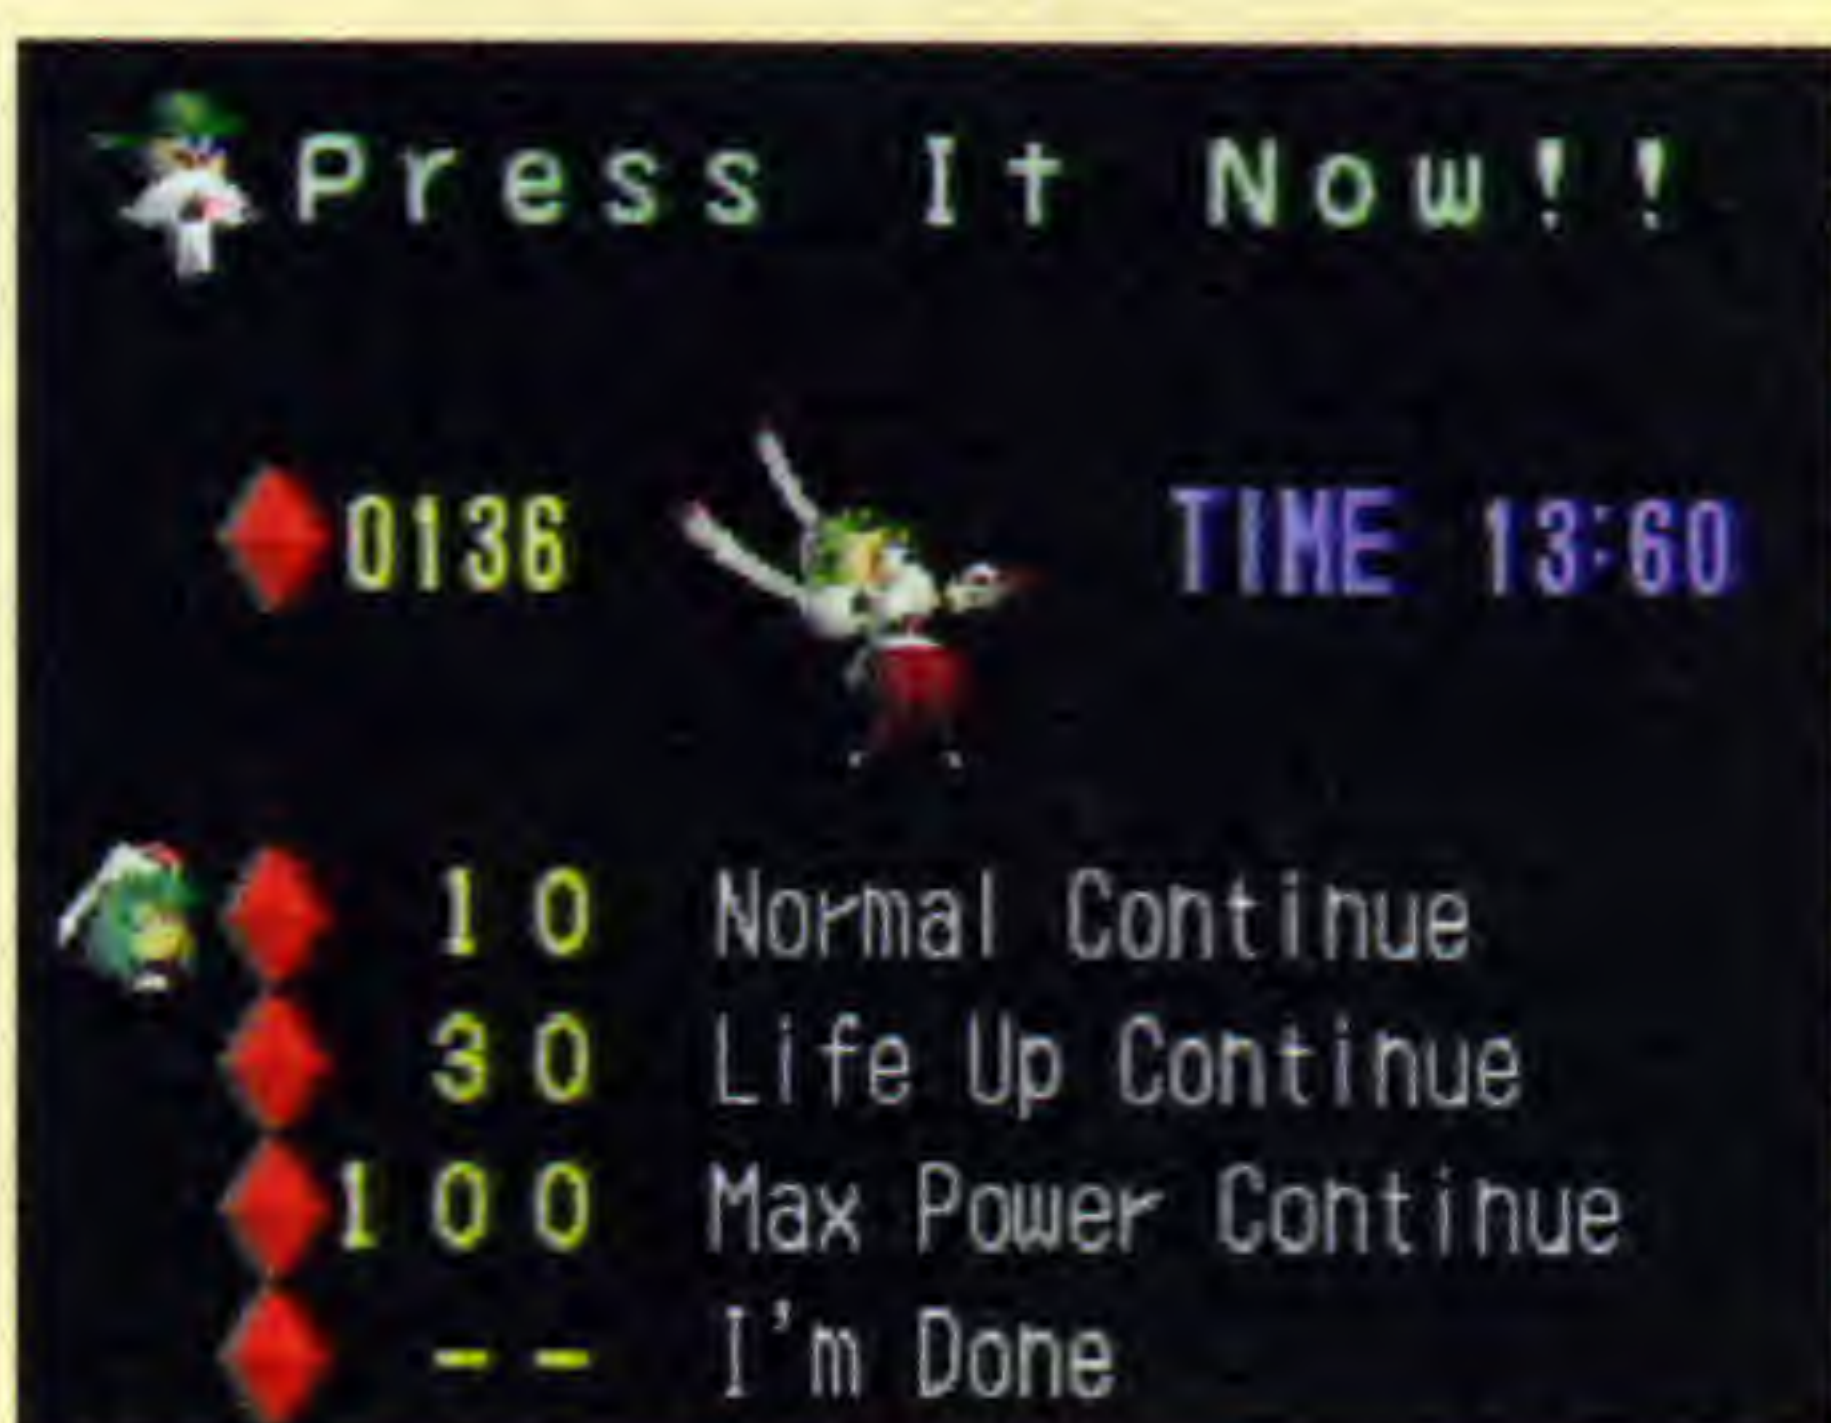 Press It Now!!
0136 TIME 13:60
10 Normal Continue
30 Life Up Continue
100 Max Power Continue
-- I'm Done